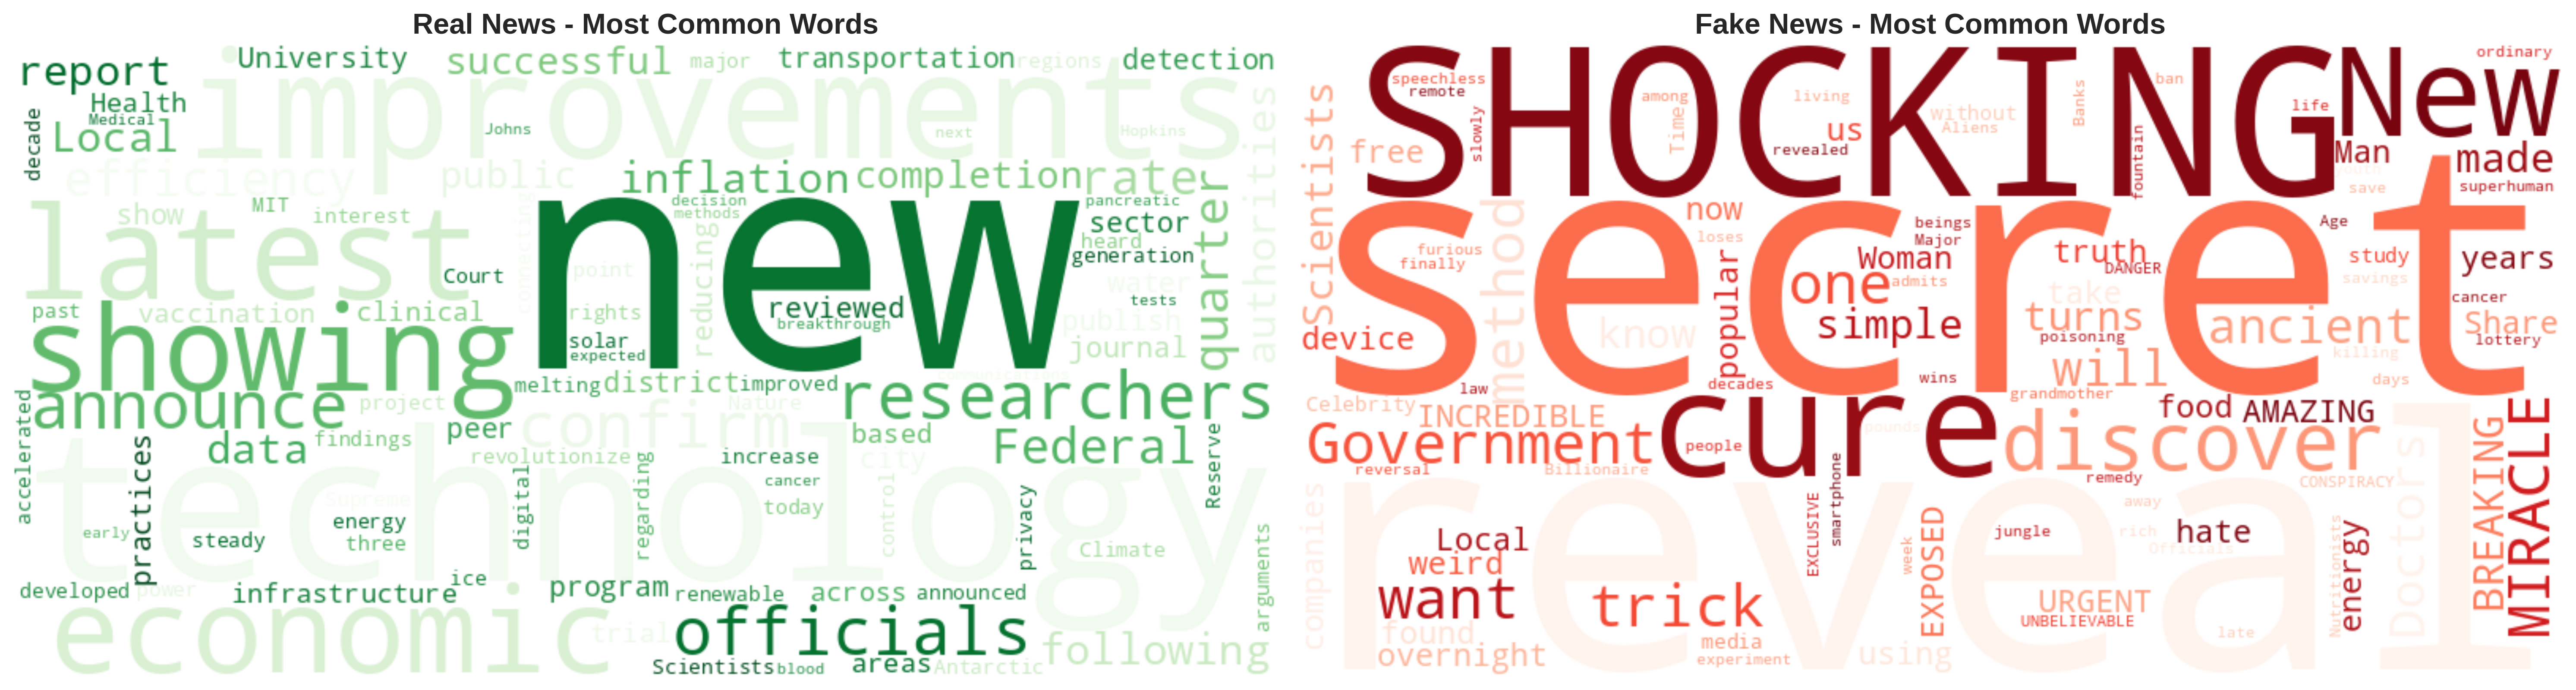 Real News - Most Common Words
University
successful
major
transportation
regions
detection
report
improvements
Health
Medical
decade
Local
Johns
next
Hopkins
authorities
efficiency
public
inflation
completion
rate
latest
show
MIT
interest
new
decision
methods
pancreatic
sector
heard
generation
quarter
Court
connecting
point
reducing
reviewed
breakthrough
water
tests
past
vaccination
clinical
rights
publish
showing
solar
expected
journal
melting
district
improved
communications
researchers
announce
project
Nature
accelerated
practices
data
findings
peer
confirm
based
Federal
technology
revolutionize
increase
city
Reserve
Supreme
digital
regarding
cancer
control
privacy
energy
today
early
steady
three
Climate
developed
power
infrastructure
ice
program
renewable
across
announced
arguments
economic
trial
officials
following
Scientists
blood
areas
Antarctic
Fake News - Most Common Words
SHOCKING
New
ordinary
speechless
remote
among
living
Banks
ban
life
Scientists
slowly
Time
us
without
Aliens
free
revealed
fountain
Man
made
youth
save
superhuman
secret
method
now
loses
beings
Major
Age
furious
finally
popular
Woman
truth
DANGER
study
years
one
admits
savings
take
cancer
device
know
simple
turns
poisoning
ancient
Share
lottery
killing
will
law
decades
wins
days
grandmother
Celebrity
INCREDIBLE
cure
food
AMAZING
Government
people
pounds
discover
Doctors
BREAKING
MIRACLE
reversal
Billionaire
smartphone
remedy
CONSPIRACY
reveal
companies
EXCLUSIVE
away
EXPOSED
week
jungle
rich
hate
Officials
Nutritionists
energy
Local
weird
want
trick
URGENT
UNBELIEVABLE
found
media
late
overnight
experiment
using